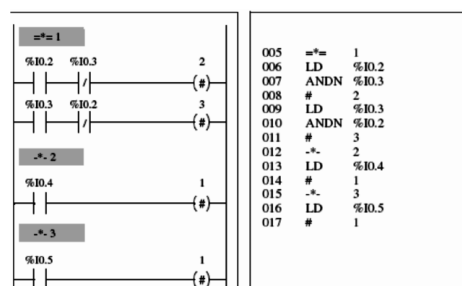 =*= 1
%I0.2 %I0.3 2
/ (#)
%I0.3 %I0.2 3
/ (#)
-*- 2
%I0.4 1
(#)
-*- 3
%I0.5 1
(#)
005 =*= 1
006 LD %I0.2
007 ANDN %I0.3
008 # 2
009 LD %I0.3
010 ANDN %I0.2
011 # 3
012 -*- 2
013 LD %I0.4
014 # 1
015 -*- 3
016 LD %I0.5
017 # 1